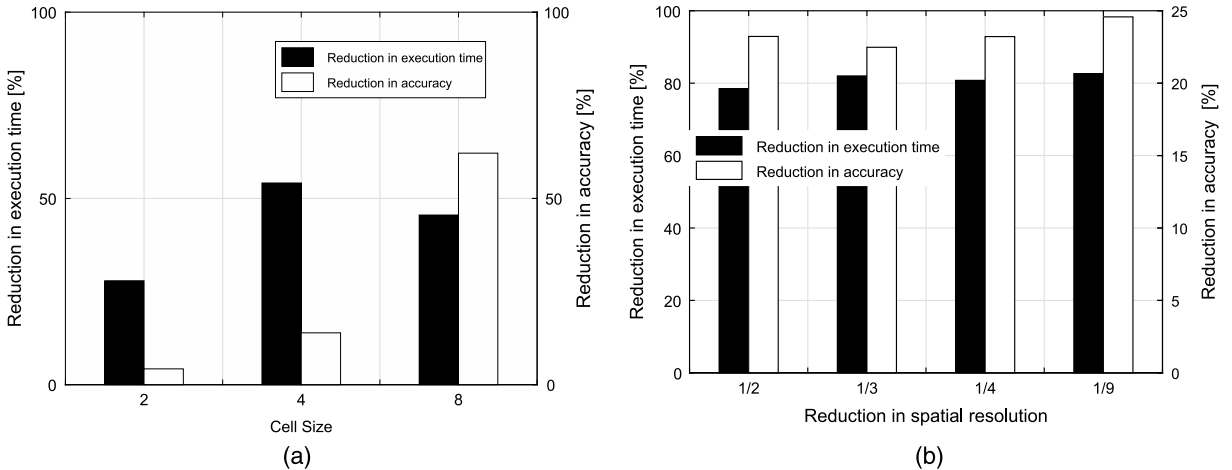 100
50
0
Reduction in execution time [%]
Reduction in execution time
Reduction in accuracy
100
50
0
Reduction in accuracy [%]
2
4
8
Cell Size
(a)
100
80
60
40
20
0
Reduction in execution time [%]
Reduction in execution time
Reduction in accuracy
25
20
15
10
5
0
Reduction in accuracy [%]
1/2
1/3
1/4
1/9
Reduction in spatial resolution
(b)